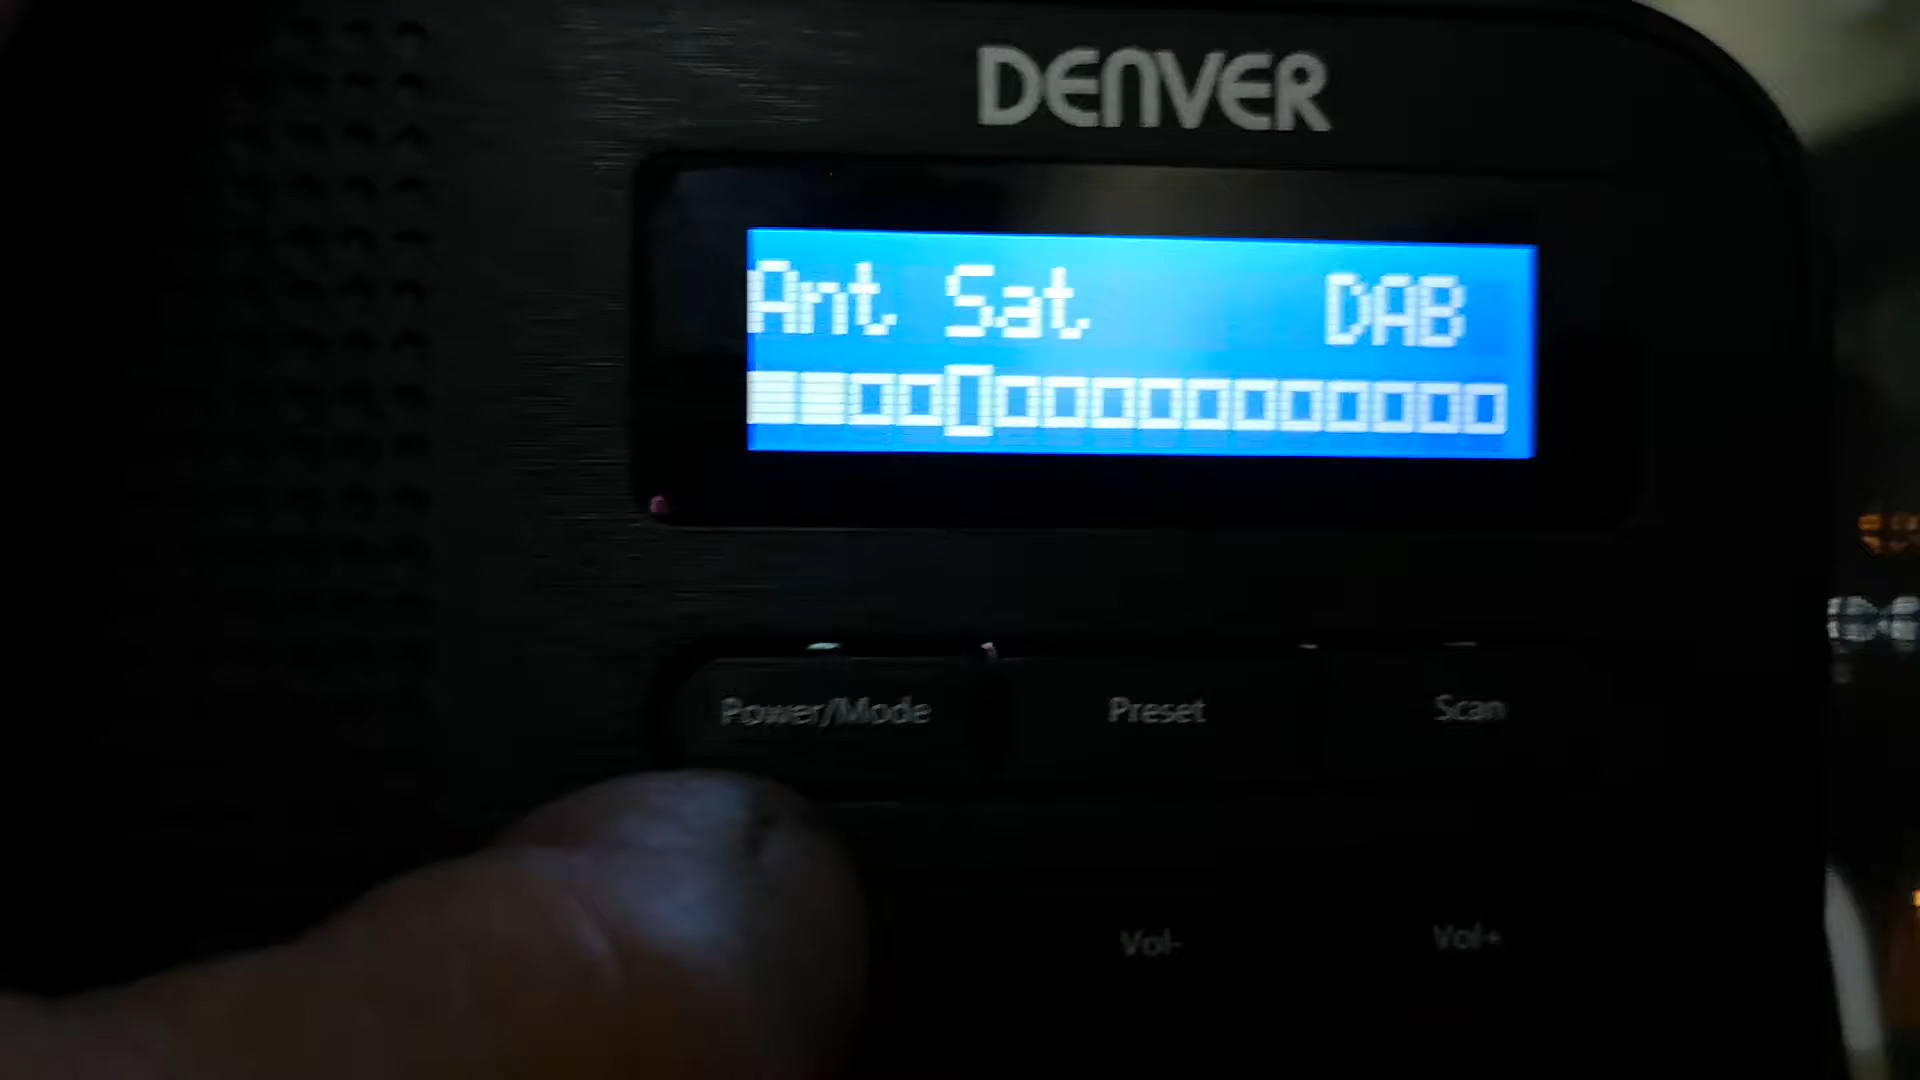 DENVER
Ant Sat DAB
Power/Mode Preset Scan
Vol- Vol+